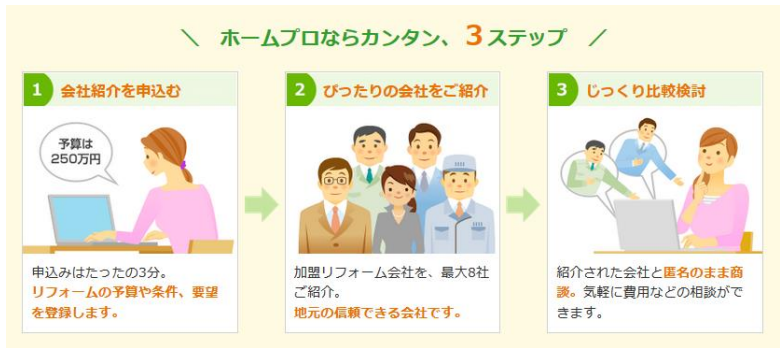 \ ホームプロならカンタン、3ステップ /
1 会社紹介を申込む
予算は
250万円
申込みはたったの3分。
リフォームの予算や条件、要望
を登録します。
2 ぴったりの会社をご紹介
加盟リフォーム会社を、最大8社
ご紹介。
地元の信頼できる会社です。
3 じっくり比較検討
紹介された会社と匿名のまま商
談。気軽に費用などの相談がで
きます。